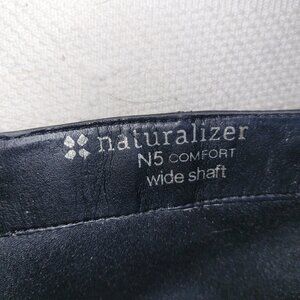 naturalizer
N5 COMFORT
wide shaft